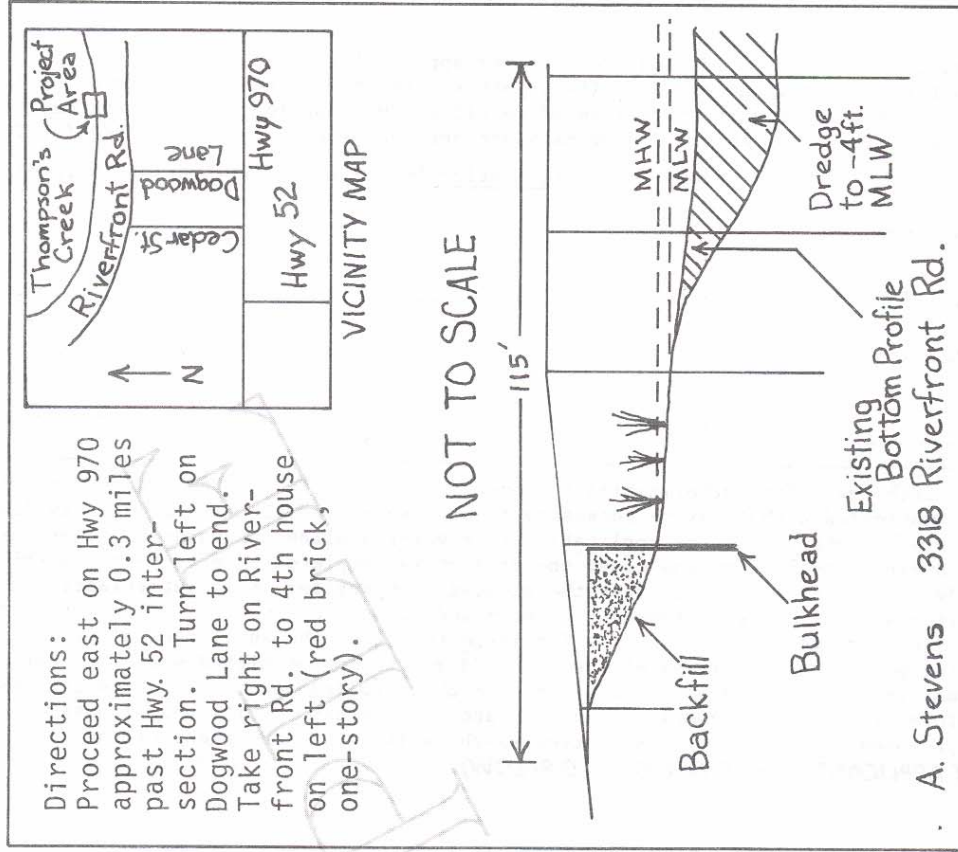 Directions:
Proceed east on Hwy 970
approximately 0.3 miles
past Hwy. 52 inter-
section. Turn left on
Dogwood Lane to end.
Take right on River-
front Rd. to 4th house
on left (red brick,
one-story).
Thompson's
Creek
Project
Area
Riverfront Rd.
Cedar St.
Dogwood
Lane
N
Hwy 52
Hwy 970
VICINITY MAP
NOT TO SCALE
115'
MHW
MLW
Dredge
to -4ft.
MLW
Existing
Bottom Profile
Backfill
Bulkhead
A. Stevens 3318 Riverfront Rd.